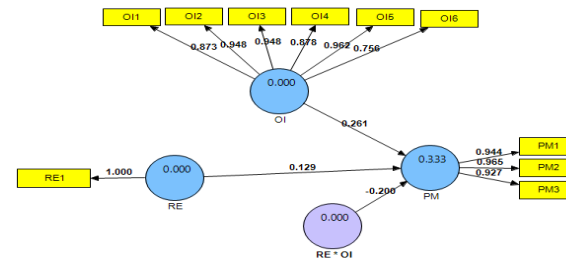 OI1
OI2
OI3
OI4
OI5
OI6
0.873
0.948
0.948
0.878
0.962
0.756
0.000
OI
0.261
RE1
1.000
0.000
RE
0.129
0.333
PM
0.944
0.965
0.927
PM1
PM2
PM3
-0.200
0.000
RE * OI